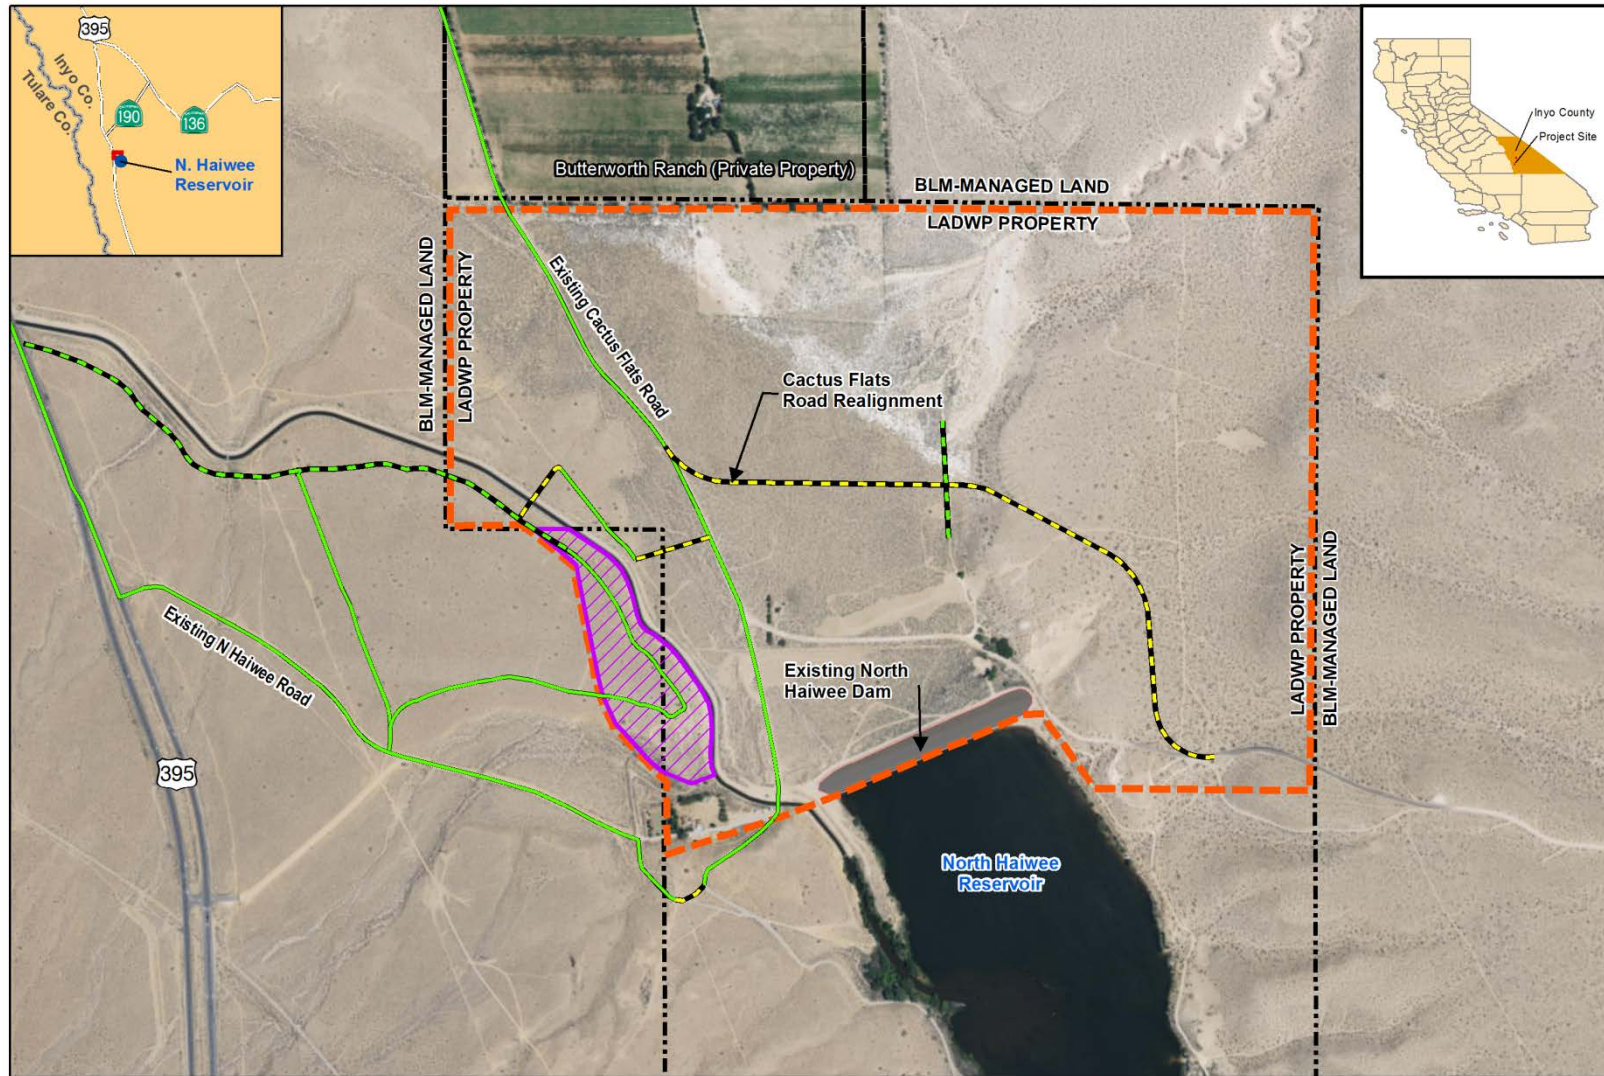 395
Inyo Co.
Tulare Co.
190
136
N. Haiwee
Reservoir
Inyo County
Project Site
Butterworth Ranch (Private Property)
BLM-MANAGED LAND
LADWP PROPERTY
BLM-MANAGED LAND
LADWP PROPERTY
Existing Cactus Flats Road
Cactus Flats
Road Realignment
LADWP PROPERTY
BLM-MANAGED LAND
Existing N Haiwee Road
Existing North
Haiwee Dam
395
North Haiwee
Reservoir